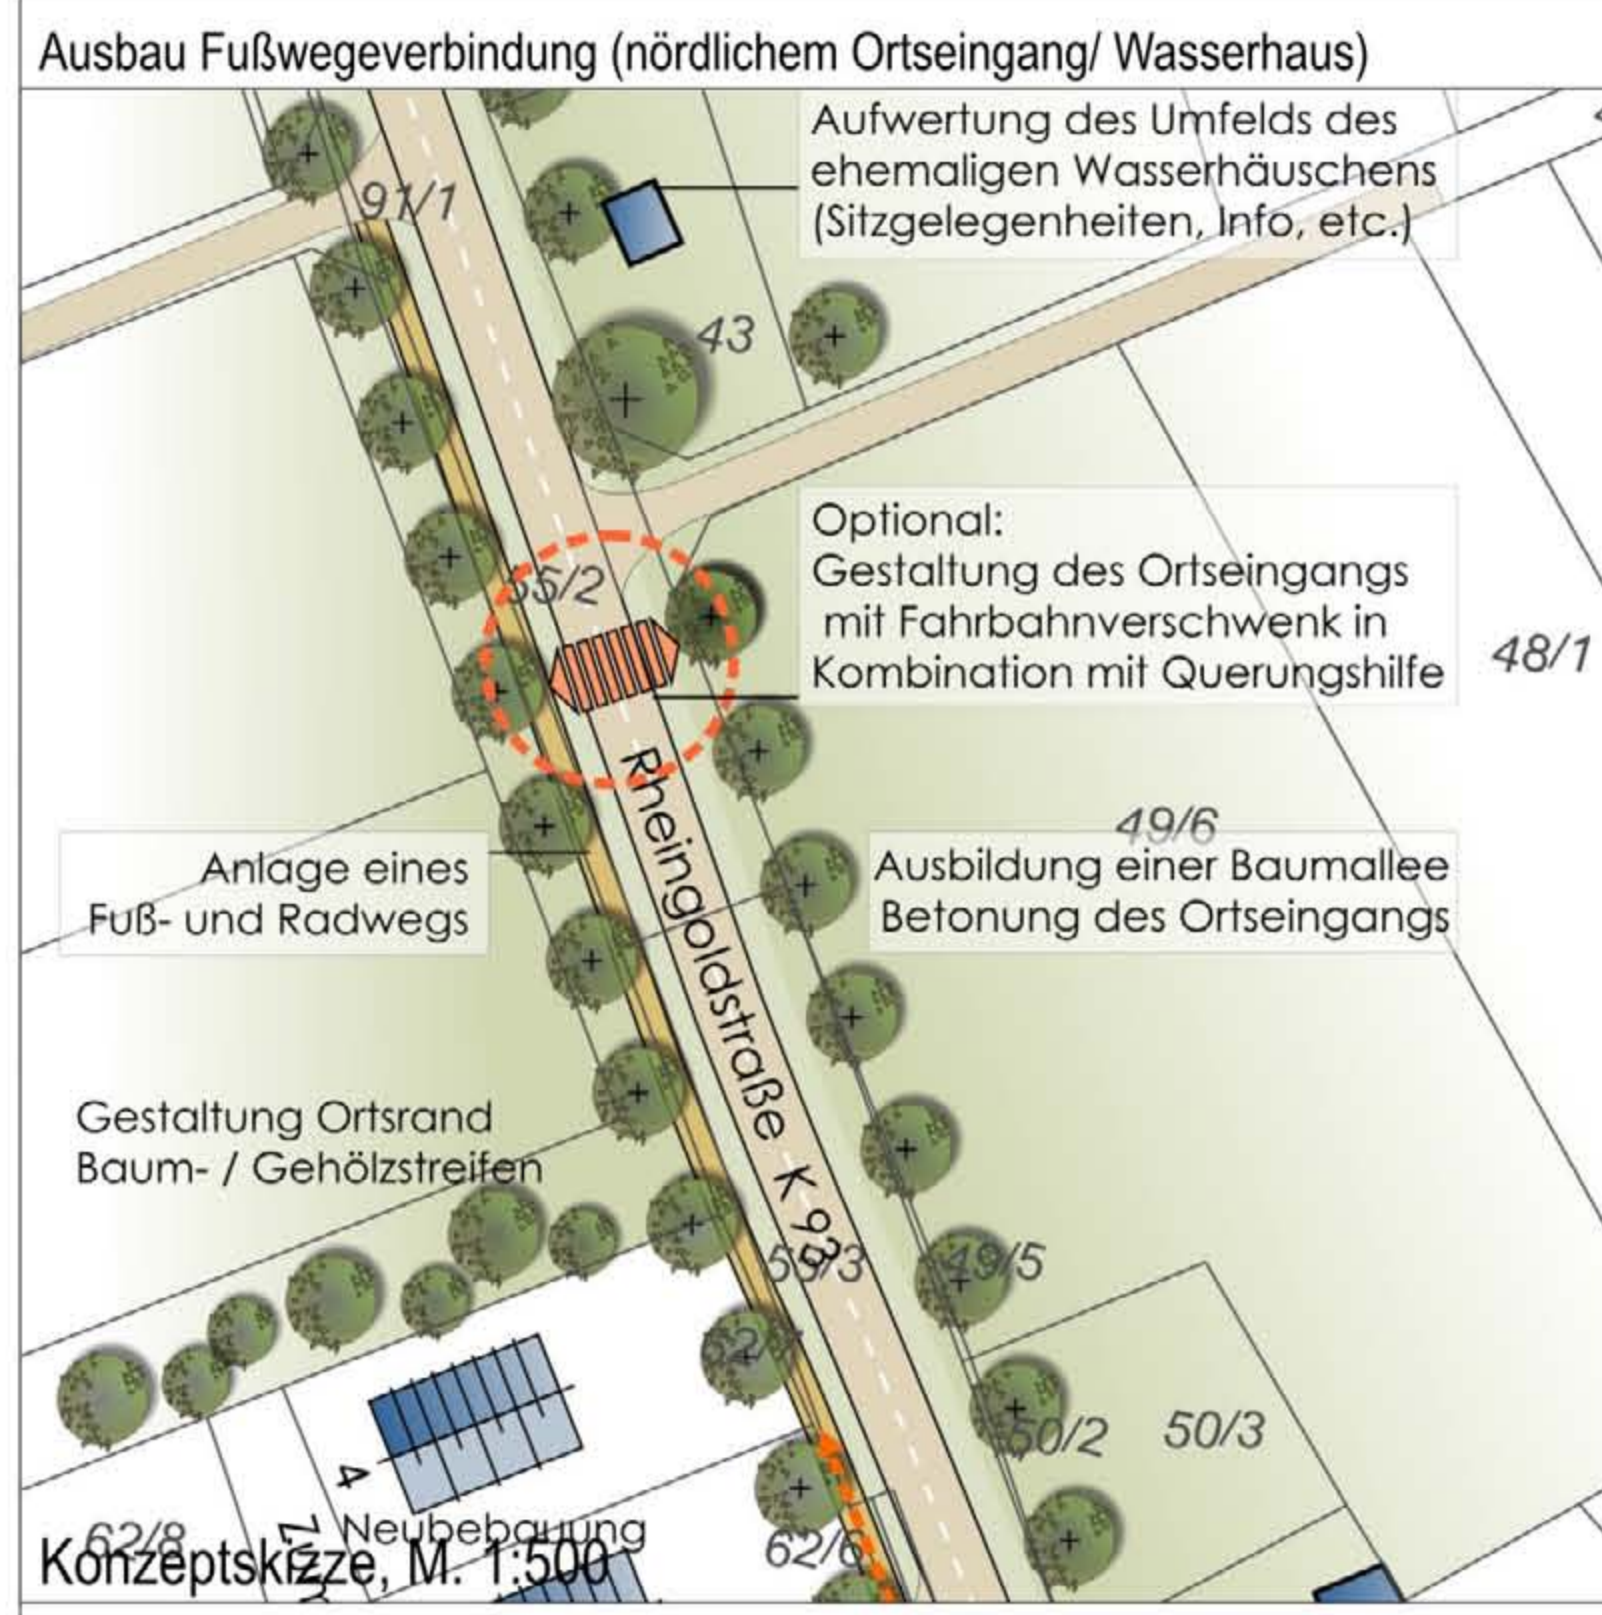 Ausbau Fußwegeverbindung (nördlichem Ortseingang/ Wasserhaus)
Aufwertung des Umfelds des
ehemaligen Wasserhäuschens
(Sitzgelegenheiten, Info, etc.)
91/1
43
Optional:
Gestaltung des Ortseingangs
mit Fahrbahnverschwenk in
Kombination mit Querungshilfe
55/2
48/1
49/6
Anlage eines
Fuß- und Radwegs
Ausbildung einer Baumallee
Betonung des Ortseingangs
Rheingoldstraße K 93
Gestaltung Ortsrand
Baum- / Gehölzstreifen
55/3
49/5
50/2
50/3
4
Neubebauung
62/8
62/6
Konzeptskizze, M. 1:500